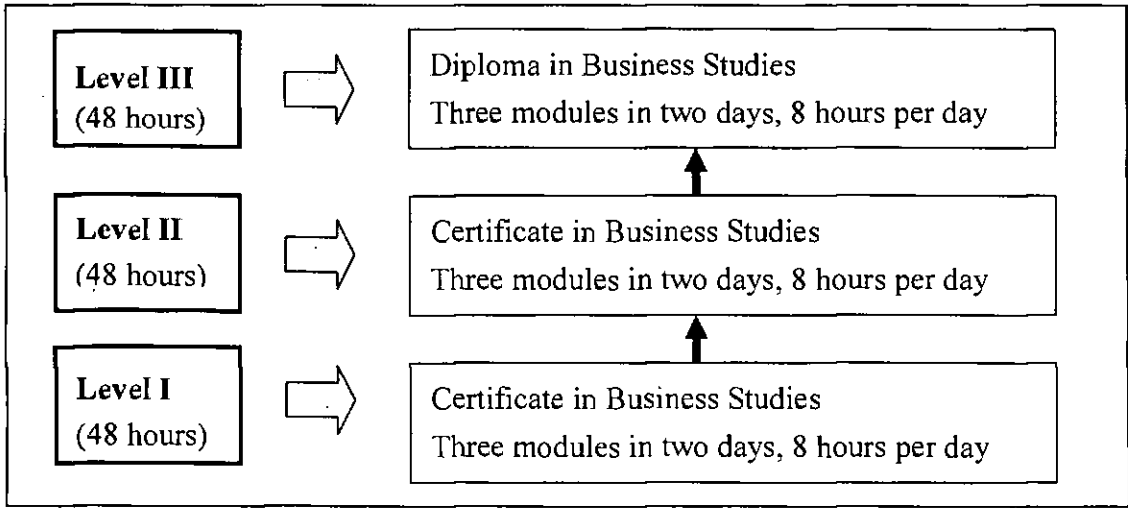 Level III
(48 hours)
Diploma in Business Studies
Three modules in two days, 8 hours per day
Level II
(48 hours)
Certificate in Business Studies
Three modules in two days, 8 hours per day
Level I
(48 hours)
Certificate in Business Studies
Three modules in two days, 8 hours per day